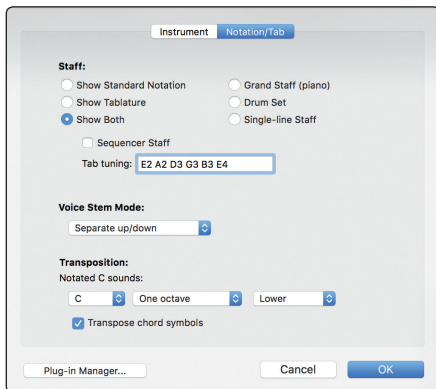 Instrument Notation/Tab
Staff:
Show Standard Notation Grand Staff (piano)
Show Tablature Drum Set
Show Both Single-line Staff
Sequencer Staff
Tab tuning: E2 A2 D3 G3 B3 E4
Voice Stem Mode:
Separate up/down
Transposition:
Notated C sounds:
C One octave Lower
Transpose chord symbols
Plug-in Manager... Cancel OK